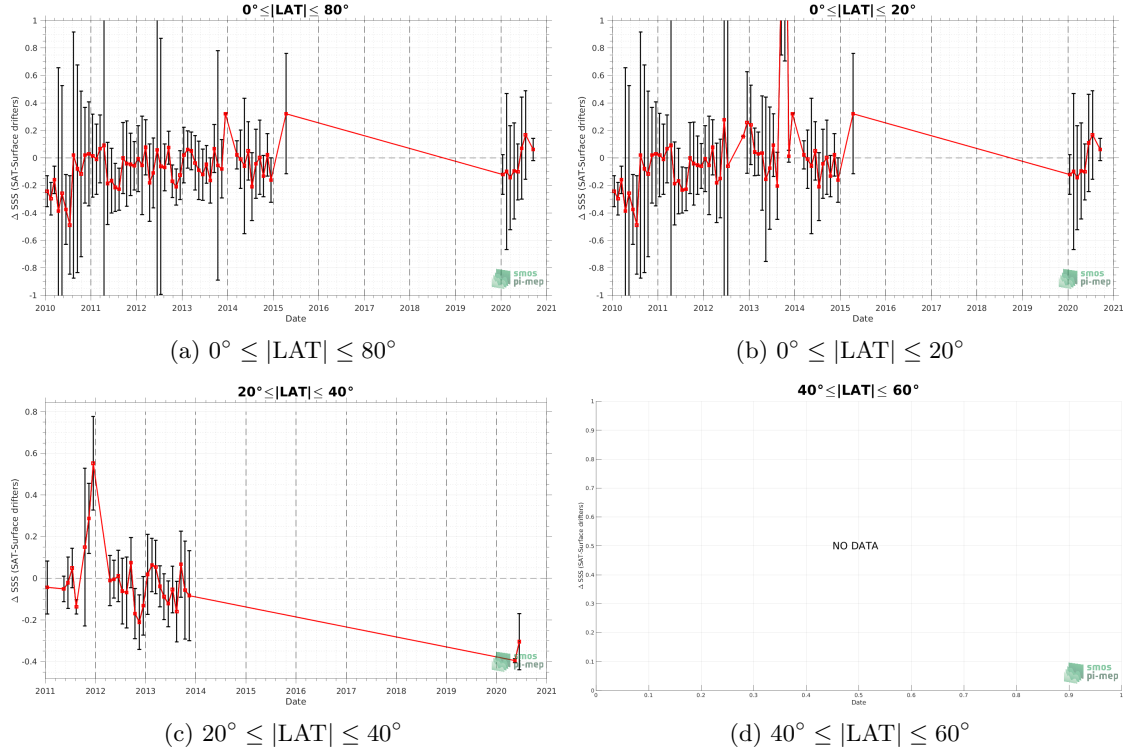 0°≤|LAT|≤ 80°
Δ SSS (SAT-Surface drifters)
1
0.8
0.6
0.4
0.2
0
-0.2
-0.4
-0.6
-0.8
-1
2010 2011 2012 2013 2014 2015 2016 2017 2018 2019 2020 2021
Date
smos
pi-mep
(a) 0° ≤ |LAT| ≤ 80°
0°≤|LAT|≤ 20°
Δ SSS (SAT-Surface drifters)
1
0.8
0.6
0.4
0.2
0
-0.2
-0.4
-0.6
-0.8
-1
2010 2011 2012 2013 2014 2015 2016 2017 2018 2019 2020 2021
Date
smos
pi-mep
(b) 0° ≤ |LAT| ≤ 20°
20°≤|LAT|≤ 40°
Δ SSS (SAT-Surface drifters)
0.8
0.6
0.4
0.2
0
-0.2
-0.4
2011 2012 2013 2014 2015 2016 2017 2018 2019 2020 2021
Date
smos
pi-mep
(c) 20° ≤ |LAT| ≤ 40°
40°≤|LAT|≤ 60°
Δ SSS (SAT-Surface drifters)
1
0.9
0.8
0.7
0.6
0.5
0.4
0.3
0.2
0.1
0
NO DATA
0 0.1 0.2 0.3 0.4 0.5 0.6 0.7 0.8 0.9 1
Date
smos
pi-mep
(d) 40° ≤ |LAT| ≤ 60°